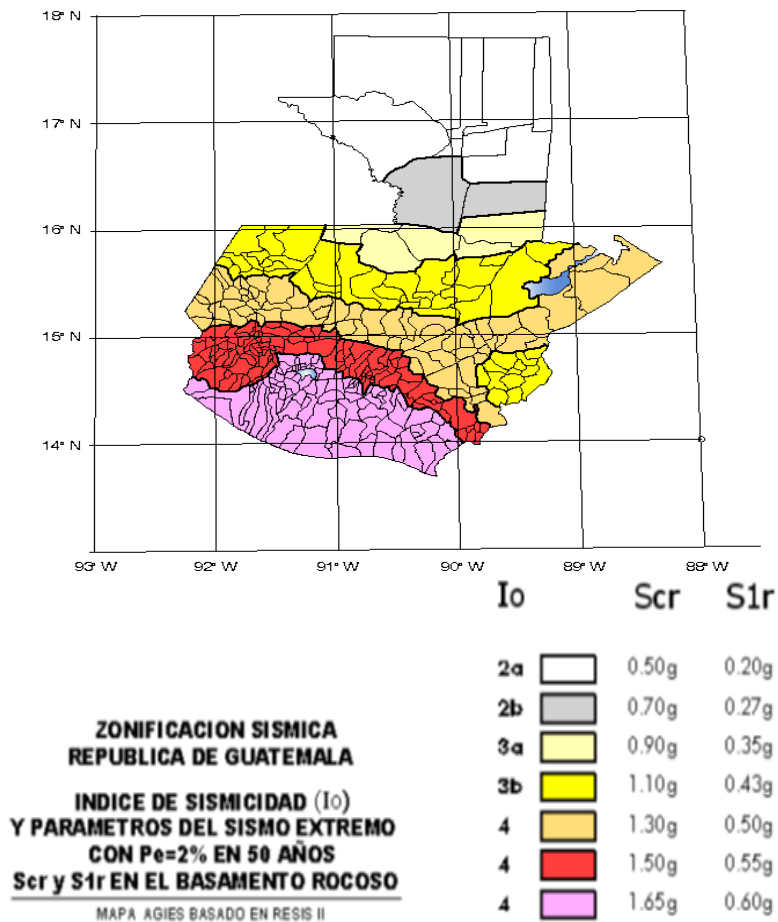 18° N
17° N
16° N
15° N
14° N
93° W 92° W 91° W 90° W 89° W 88° W
Io Scr S1r
2a 0.50g 0.20g
2b 0.70g 0.27g
3a 0.90g 0.35g
3b 1.10g 0.43g
4 1.30g 0.50g
4 1.50g 0.55g
4 1.65g 0.60g
ZONIFICACION SISMICA
REPUBLICA DE GUATEMALA
INDICE DE SISMICIDAD (Io)
Y PARAMETROS DEL SISMO EXTREMO
CON Pe=2% EN 50 AÑOS
Scr y S1r EN EL BASAMENTO ROCOSO
MAPA AGIES BASADO EN RESIS II